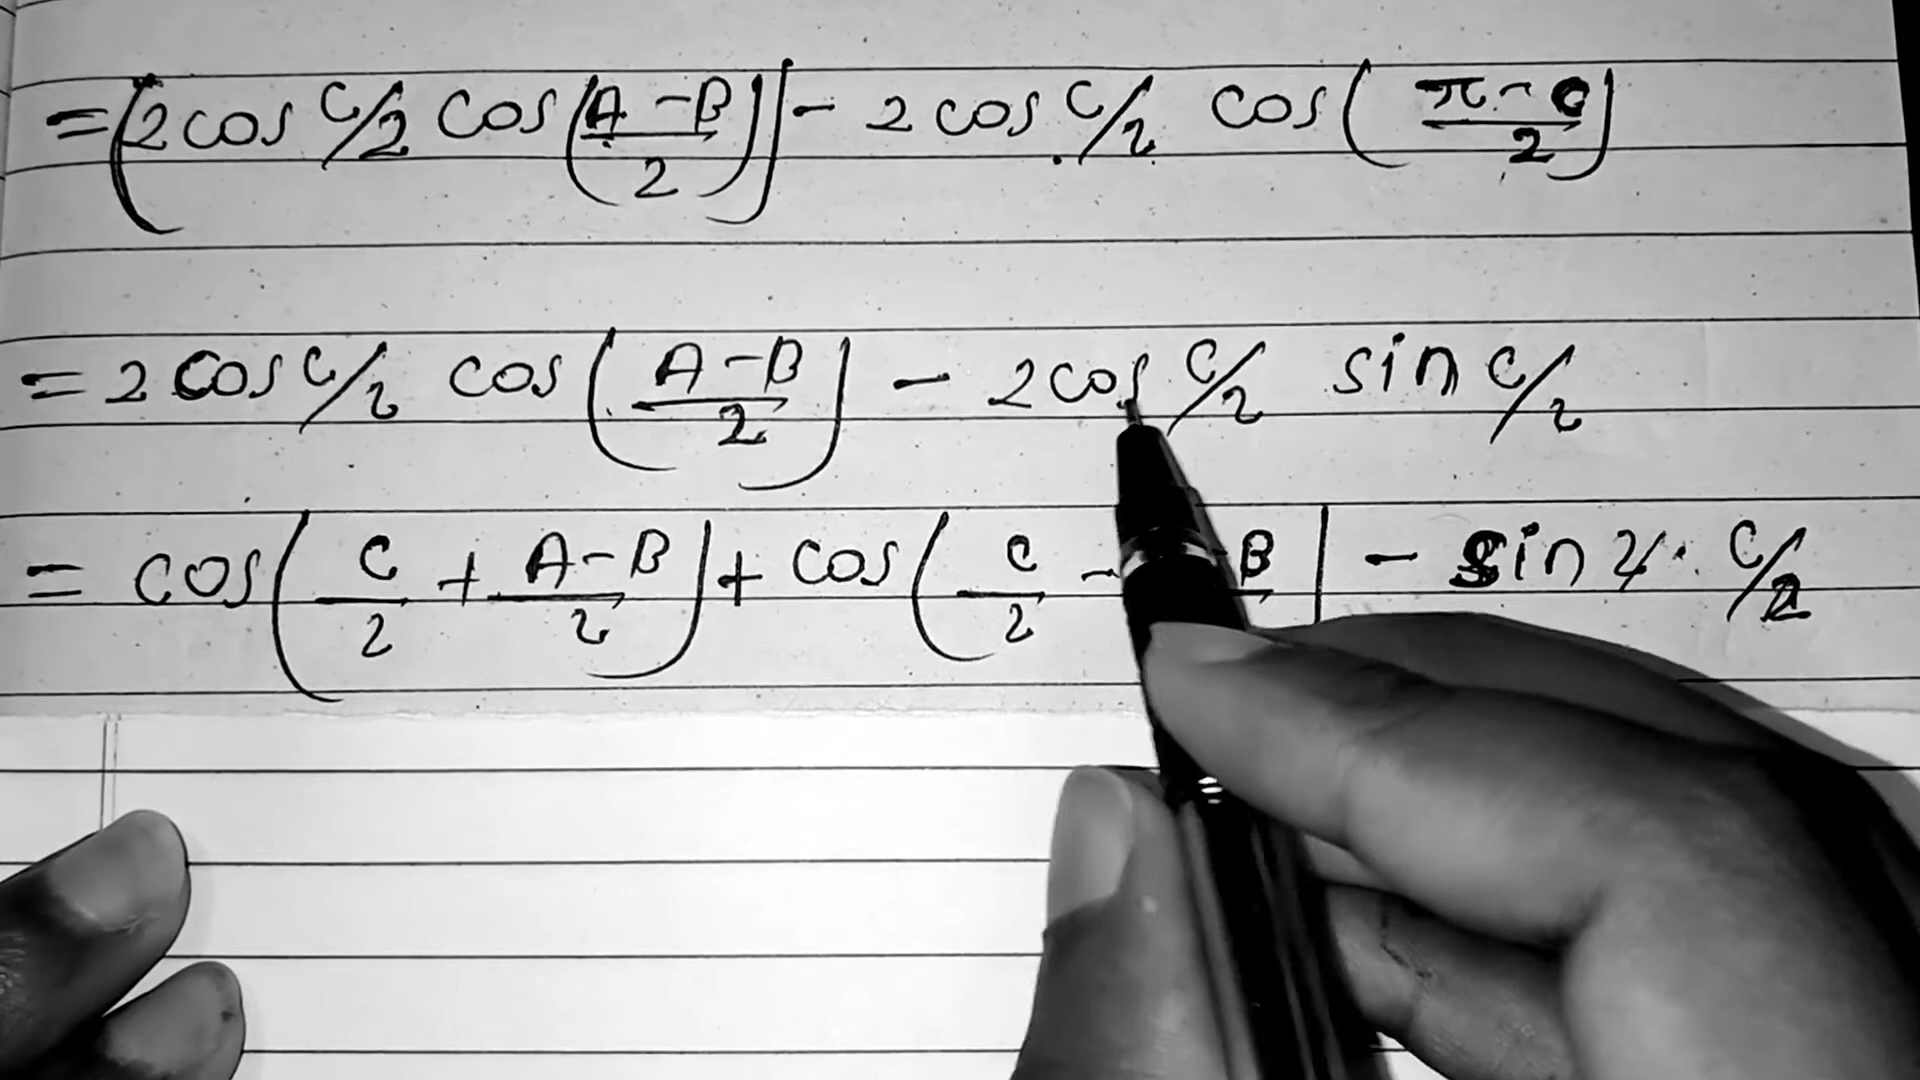 = (2 cos C/2 cos(A-B/2)) - 2 cos C/2 cos(π-C/2)
= 2 cos C/2 cos(A-B/2) - 2 cos C/2 sin C/2
= cos(C/2 + A-B/2) + cos(C/2 - B) - sin 2. C/2